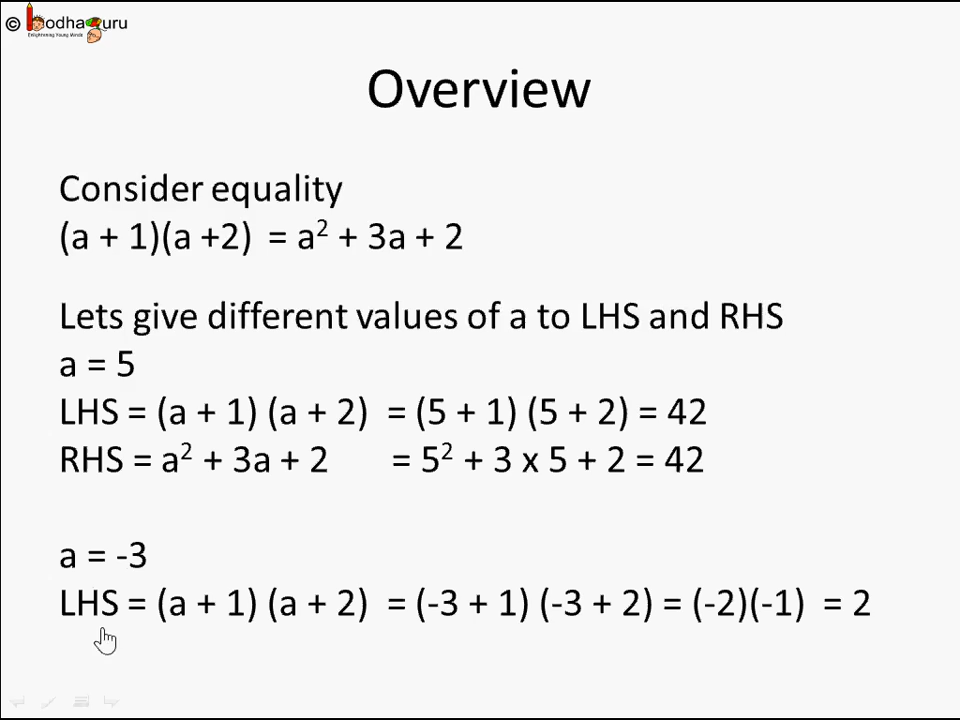 © BodhaGuru
Enlightening Young Minds
Overview
Consider equality
(a + 1)(a +2) = a² + 3a + 2
Lets give different values of a to LHS and RHS
a = 5
LHS = (a + 1) (a + 2) = (5 + 1) (5 + 2) = 42
RHS = a² + 3a + 2 = 5² + 3 x 5 + 2 = 42
a = -3
LHS = (a + 1) (a + 2) = (-3 + 1) (-3 + 2) = (-2)(-1) = 2